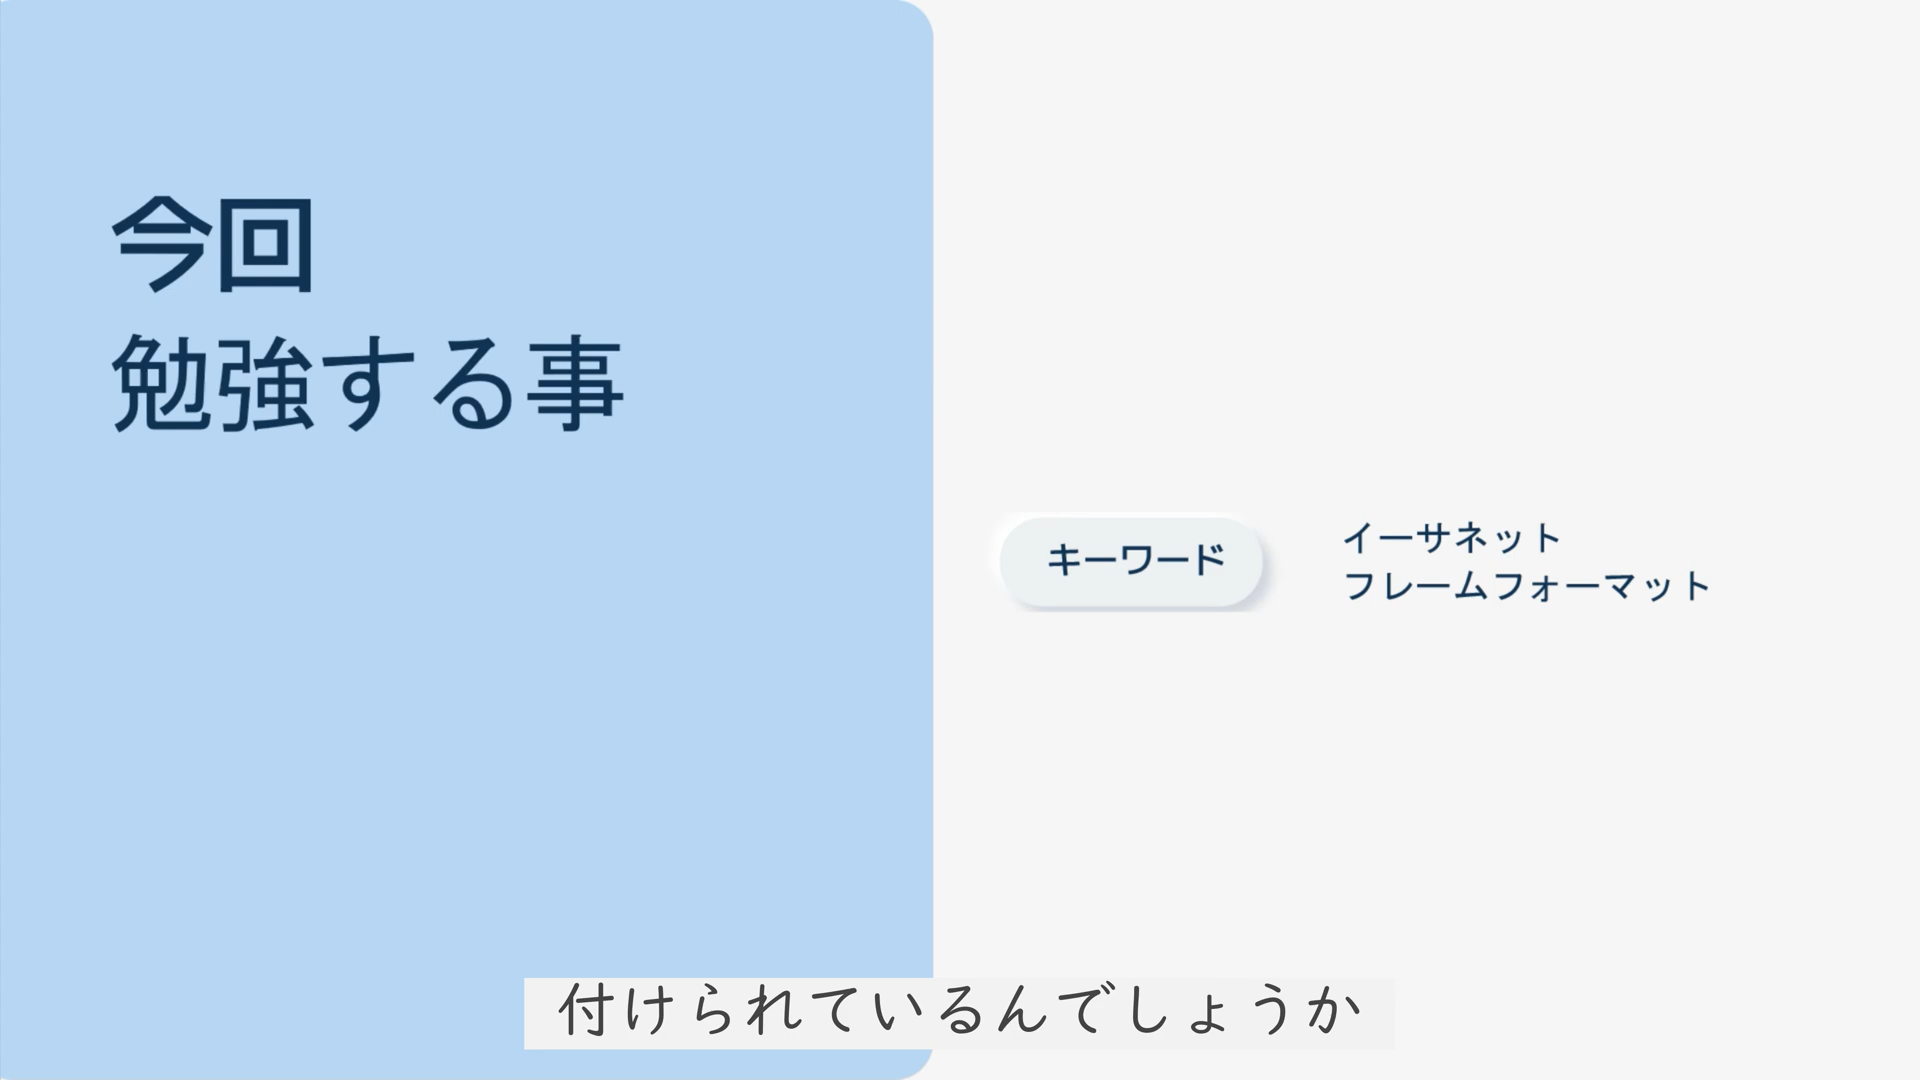 今回
勉強する事
キーワード
イーサネット
フレームフォーマット
付けられているんでしょうか